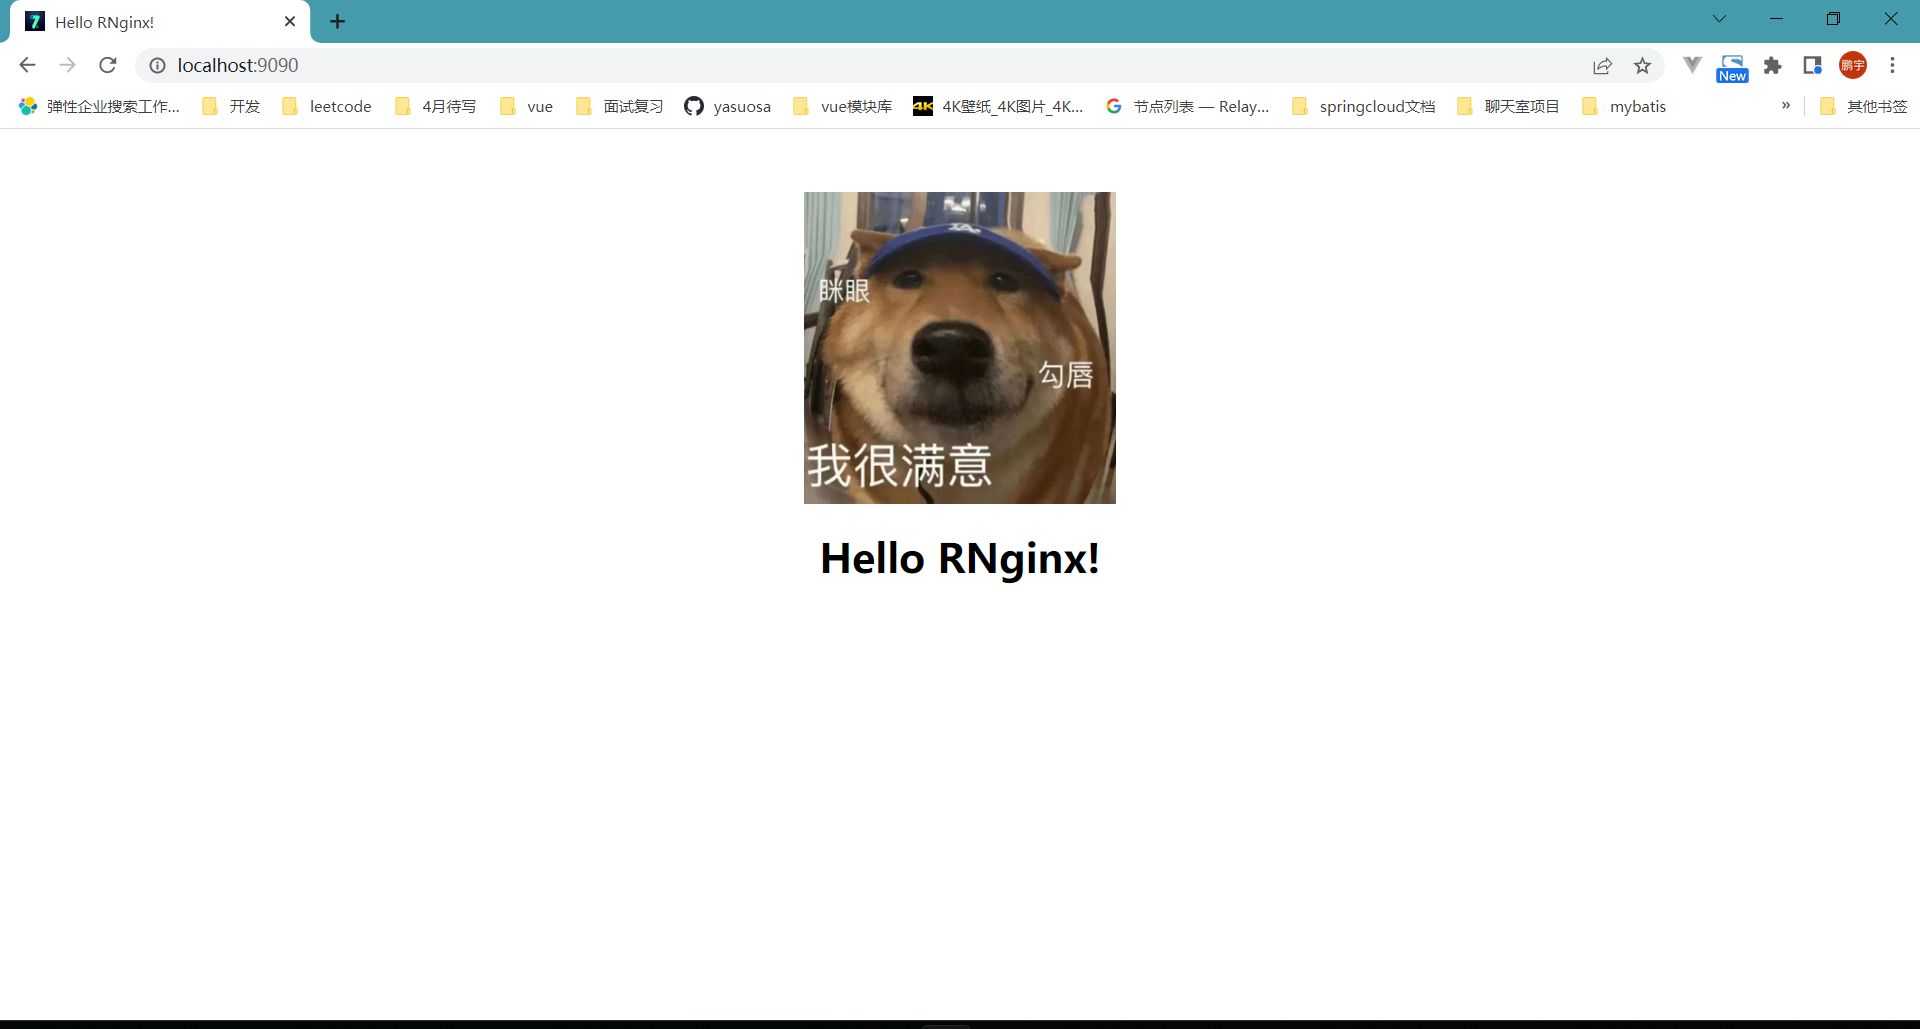 Hello RNginx!
localhost:9090
New
鹏宇
弹性企业搜索工作...
开发
leetcode
4月待写
vue
面试复习
yasuosa
vue模块库
4K
4K壁纸_4K图片_4K...
节点列表 — Relay...
springcloud文档
聊天室项目
mybatis
»
其他书签
LA
眯眼
勾唇
我很满意
Hello RNginx!